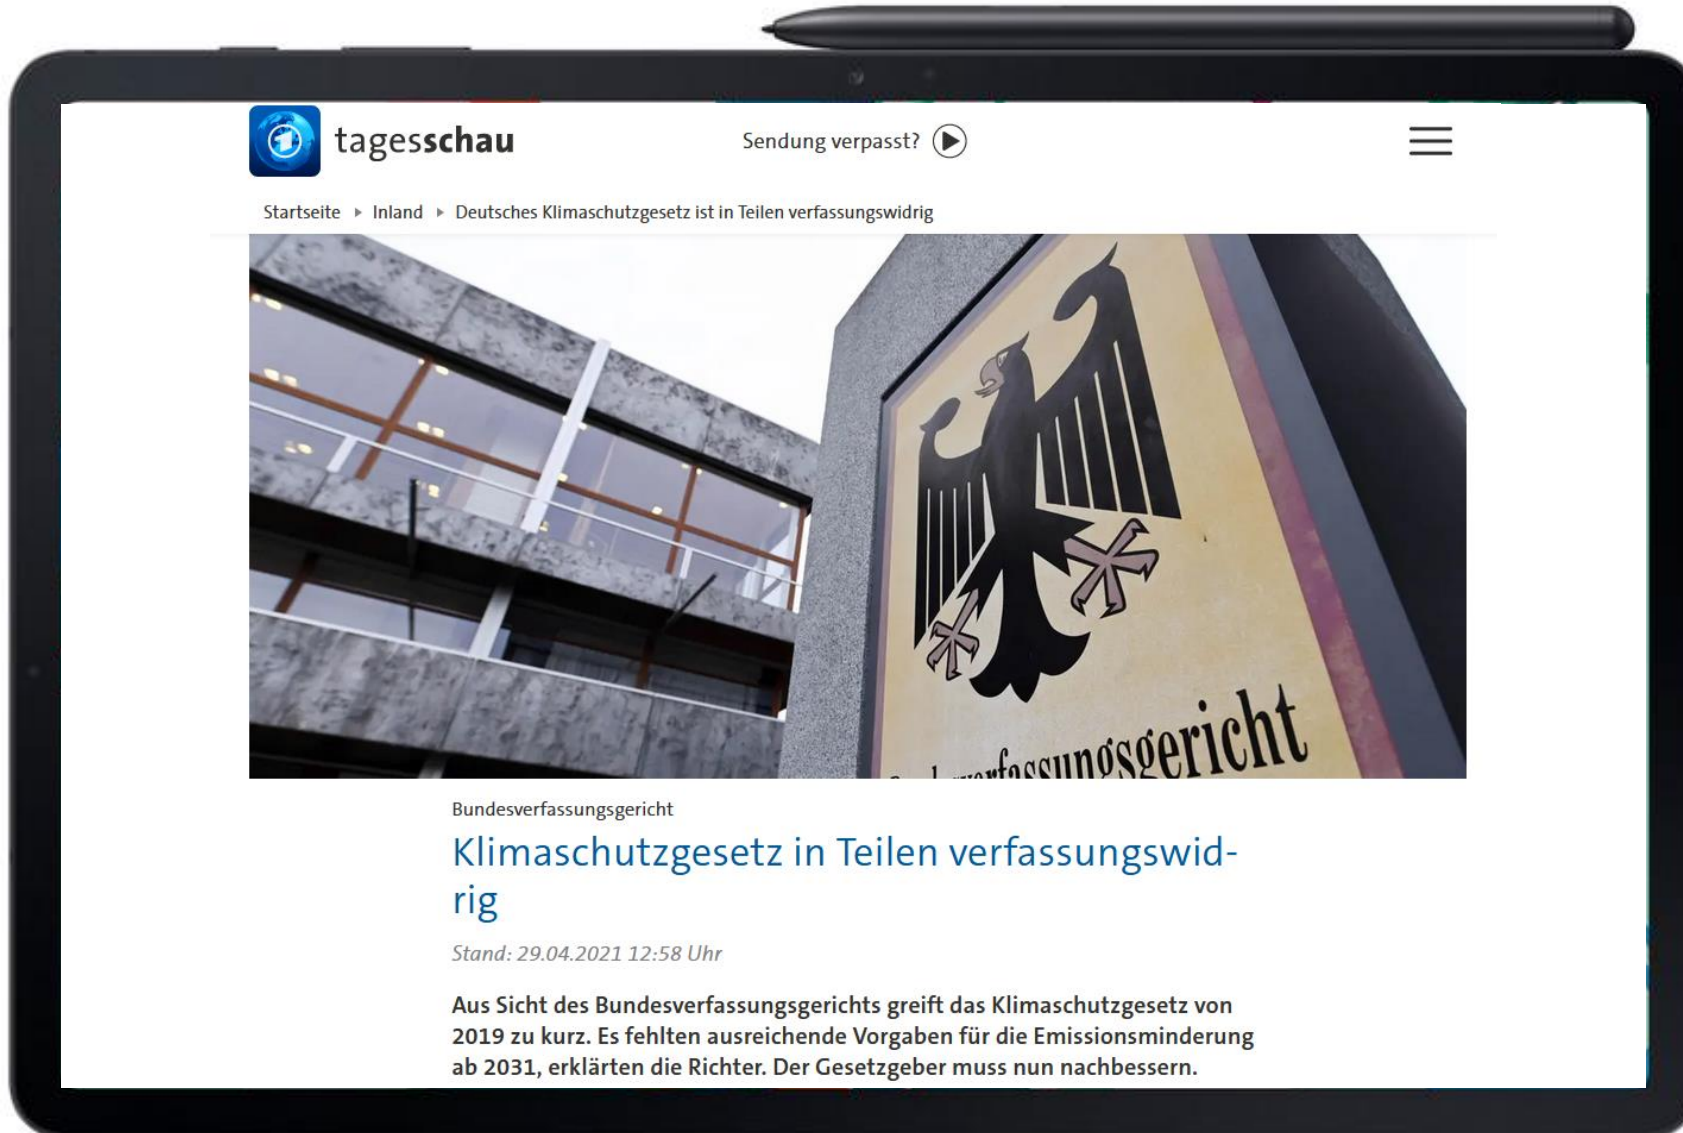 tagesschau
Sendung verpasst?
Startseite ▸ Inland ▸ Deutsches Klimaschutzgesetz ist in Teilen verfassungswidrig
verfassungsgericht
Bundesverfassungsgericht
Klimaschutzgesetz in Teilen verfassungswid-
rig
Stand: 29.04.2021 12:58 Uhr
Aus Sicht des Bundesverfassungsgerichts greift das Klimaschutzgesetz von
2019 zu kurz. Es fehlten ausreichende Vorgaben für die Emissionsminderung
ab 2031, erklärten die Richter. Der Gesetzgeber muss nun nachbessern.